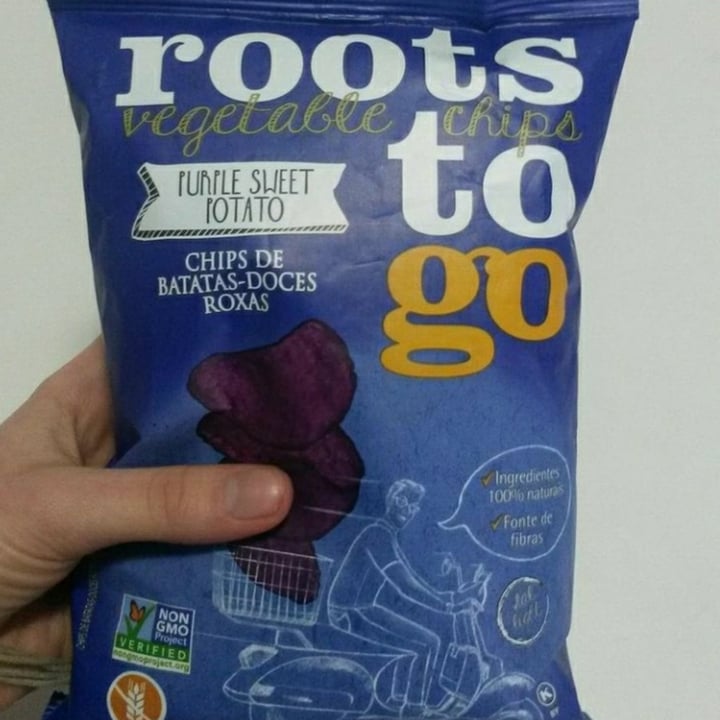 roots
vegetable chips
to
go
PURPLE SWEET
POTATO
CHIPS DE
BATATAS-DOCES
ROXAS
Ingredientes
100% naturais
Fonte de
fibras
NON
GMO
Project
VERIFIED
nongmoproject.org
K